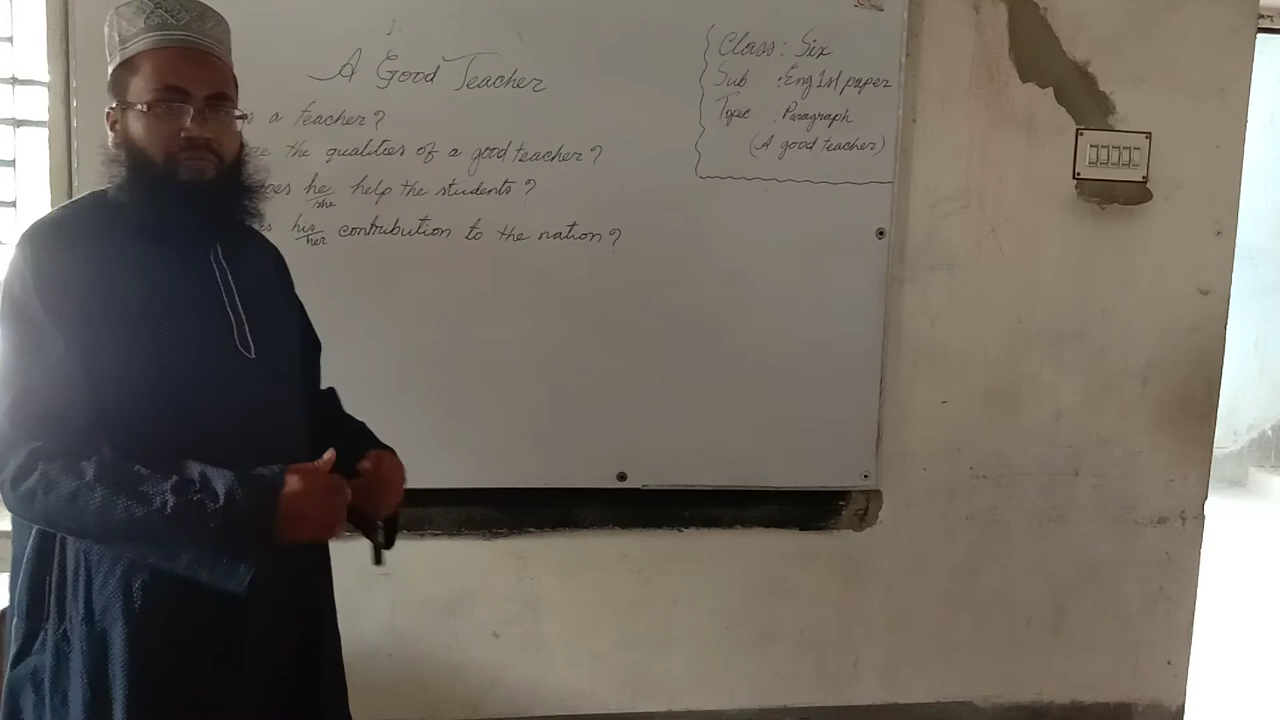 A Good Teacher
a teacher?
the qualities of a good teacher?
he/she help the students?
his/her contribution to the nation?
Class: Six
Sub : Eng 1st paper
Topic : Paragraph
(A good teacher)